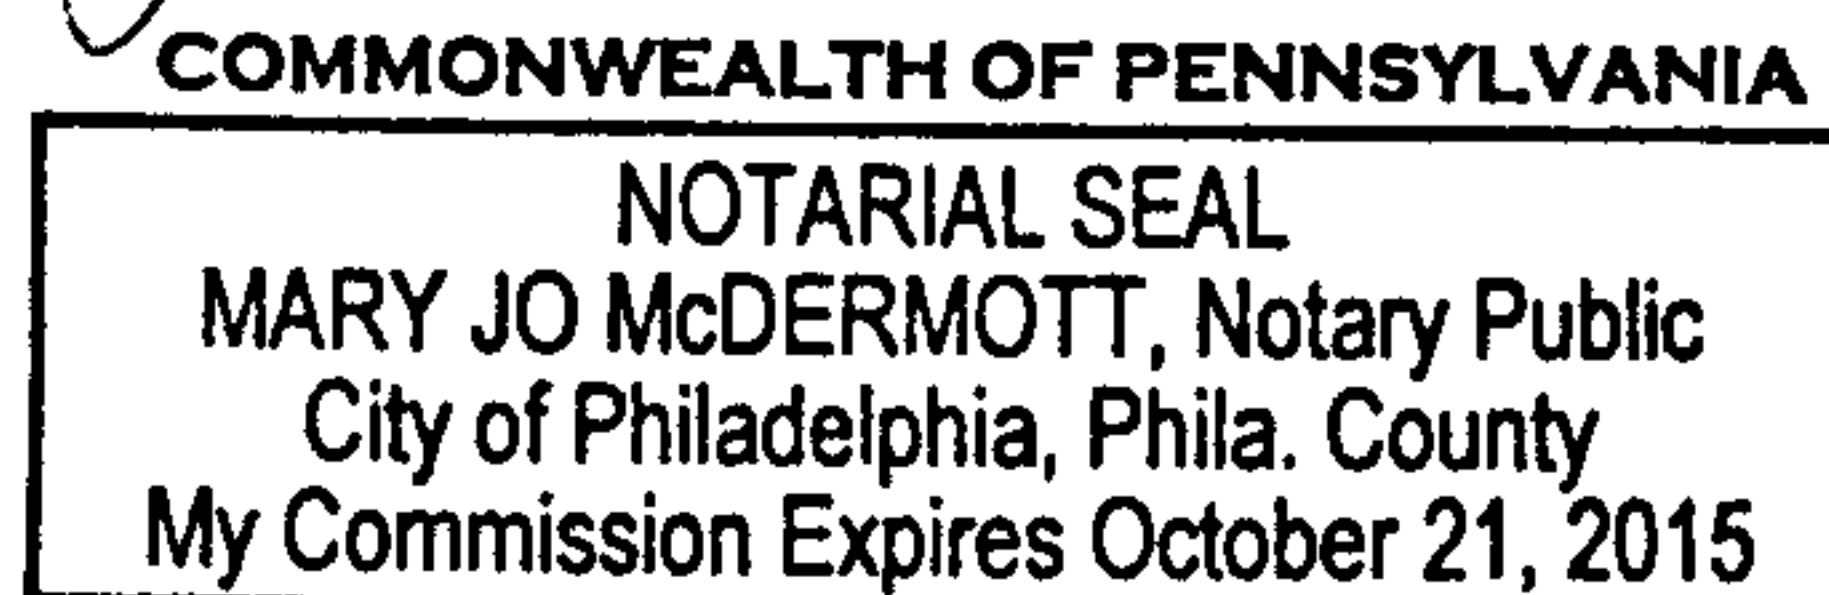 COMMONWEALTH OF PENNSYLVANIA
NOTARIAL SEAL
MARY JO McDERMOTT, Notary Public
City of Philadelphia, Phila. County
My Commission Expires October 21, 2015